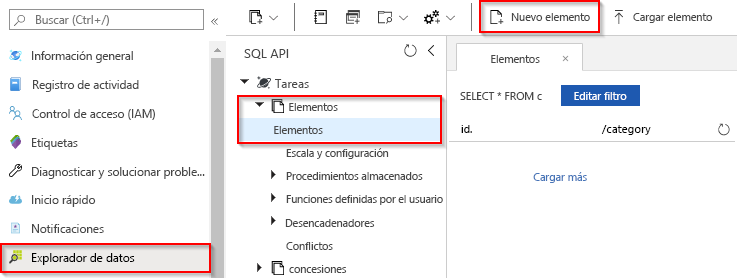 Buscar (Ctrl+/)
Información general
Registro de actividad
Control de acceso (IAM)
Etiquetas
Diagnosticar y solucionar proble...
Inicio rápido
Notificaciones
Explorador de datos
Nuevo elemento
Cargar elemento
SQL API
Tareas
Elementos
Elementos
Escala y configuración
Procedimientos almacenados
Funciones definidas por el usuario
Desencadenadores
Conflictos
concesiones
Elementos
SELECT * FROM c
Editar filtro
id. /category
Cargar más